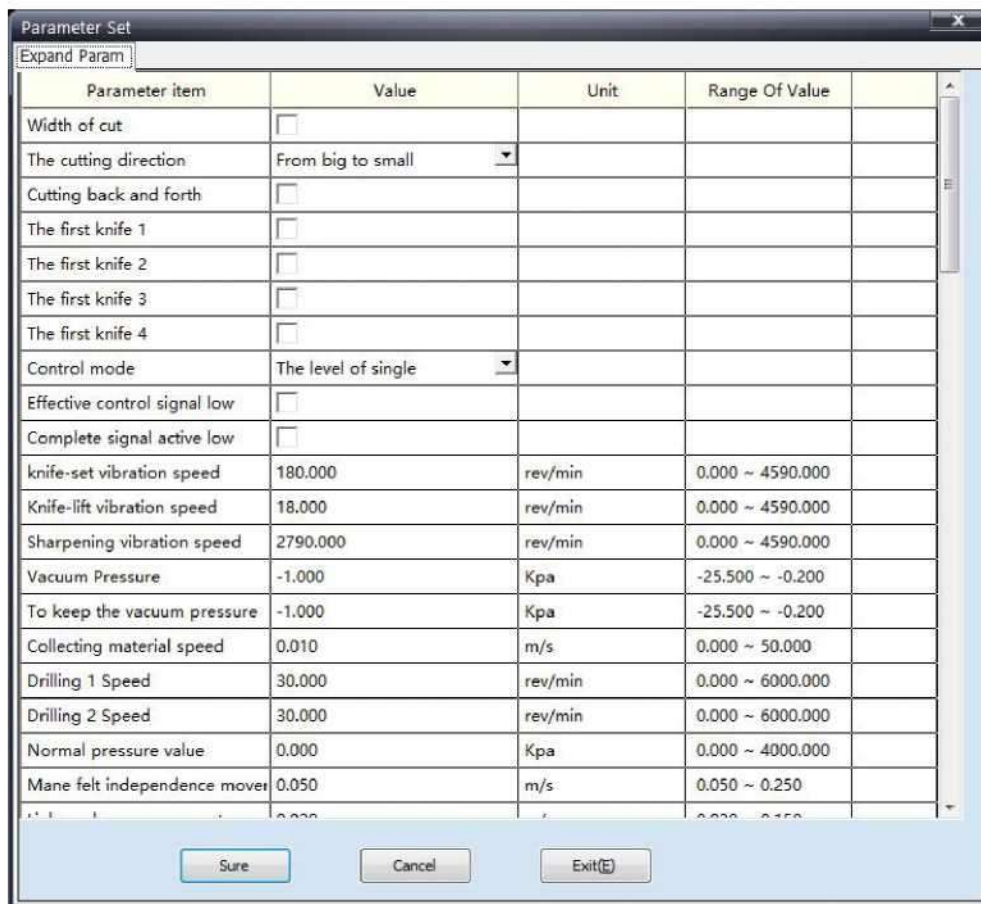 Parameter Set
Expand Param
Parameter item Value Unit Range Of Value
Width of cut
The cutting direction From big to small
Cutting back and forth
The first knife 1
The first knife 2
The first knife 3
The first knife 4
Control mode The level of single
Effective control signal low
Complete signal active low
knife-set vibration speed 180.000 rev/min 0.000 ~ 4590.000
Knife-lift vibration speed 18.000 rev/min 0.000 ~ 4590.000
Sharpening vibration speed 2790.000 rev/min 0.000 ~ 4590.000
Vacuum Pressure -1.000 Kpa -25.500 ~ -0.200
To keep the vacuum pressure -1.000 Kpa -25.500 ~ -0.200
Collecting material speed 0.010 m/s 0.000 ~ 50.000
Drilling 1 Speed 30.000 rev/min 0.000 ~ 6000.000
Drilling 2 Speed 30.000 rev/min 0.000 ~ 6000.000
Normal pressure value 0.000 Kpa 0.000 ~ 4000.000
Mane felt independence mover 0.050 m/s 0.050 ~ 0.250
Sure Cancel Exit(E)